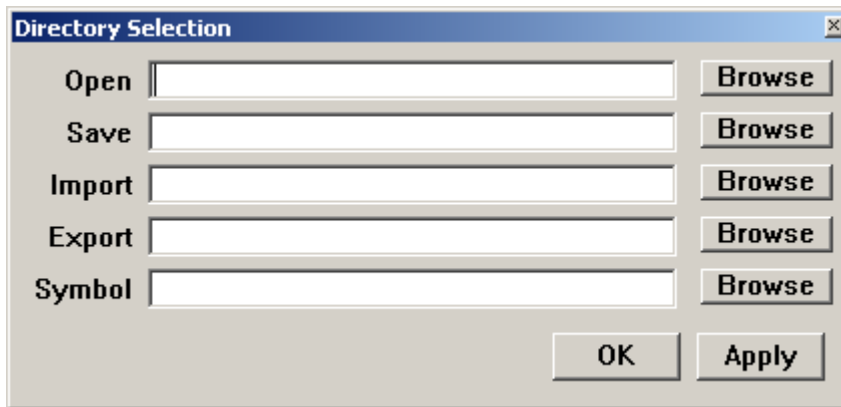 Directory Selection
Open Browse
Save Browse
Import Browse
Export Browse
Symbol Browse
OK Apply